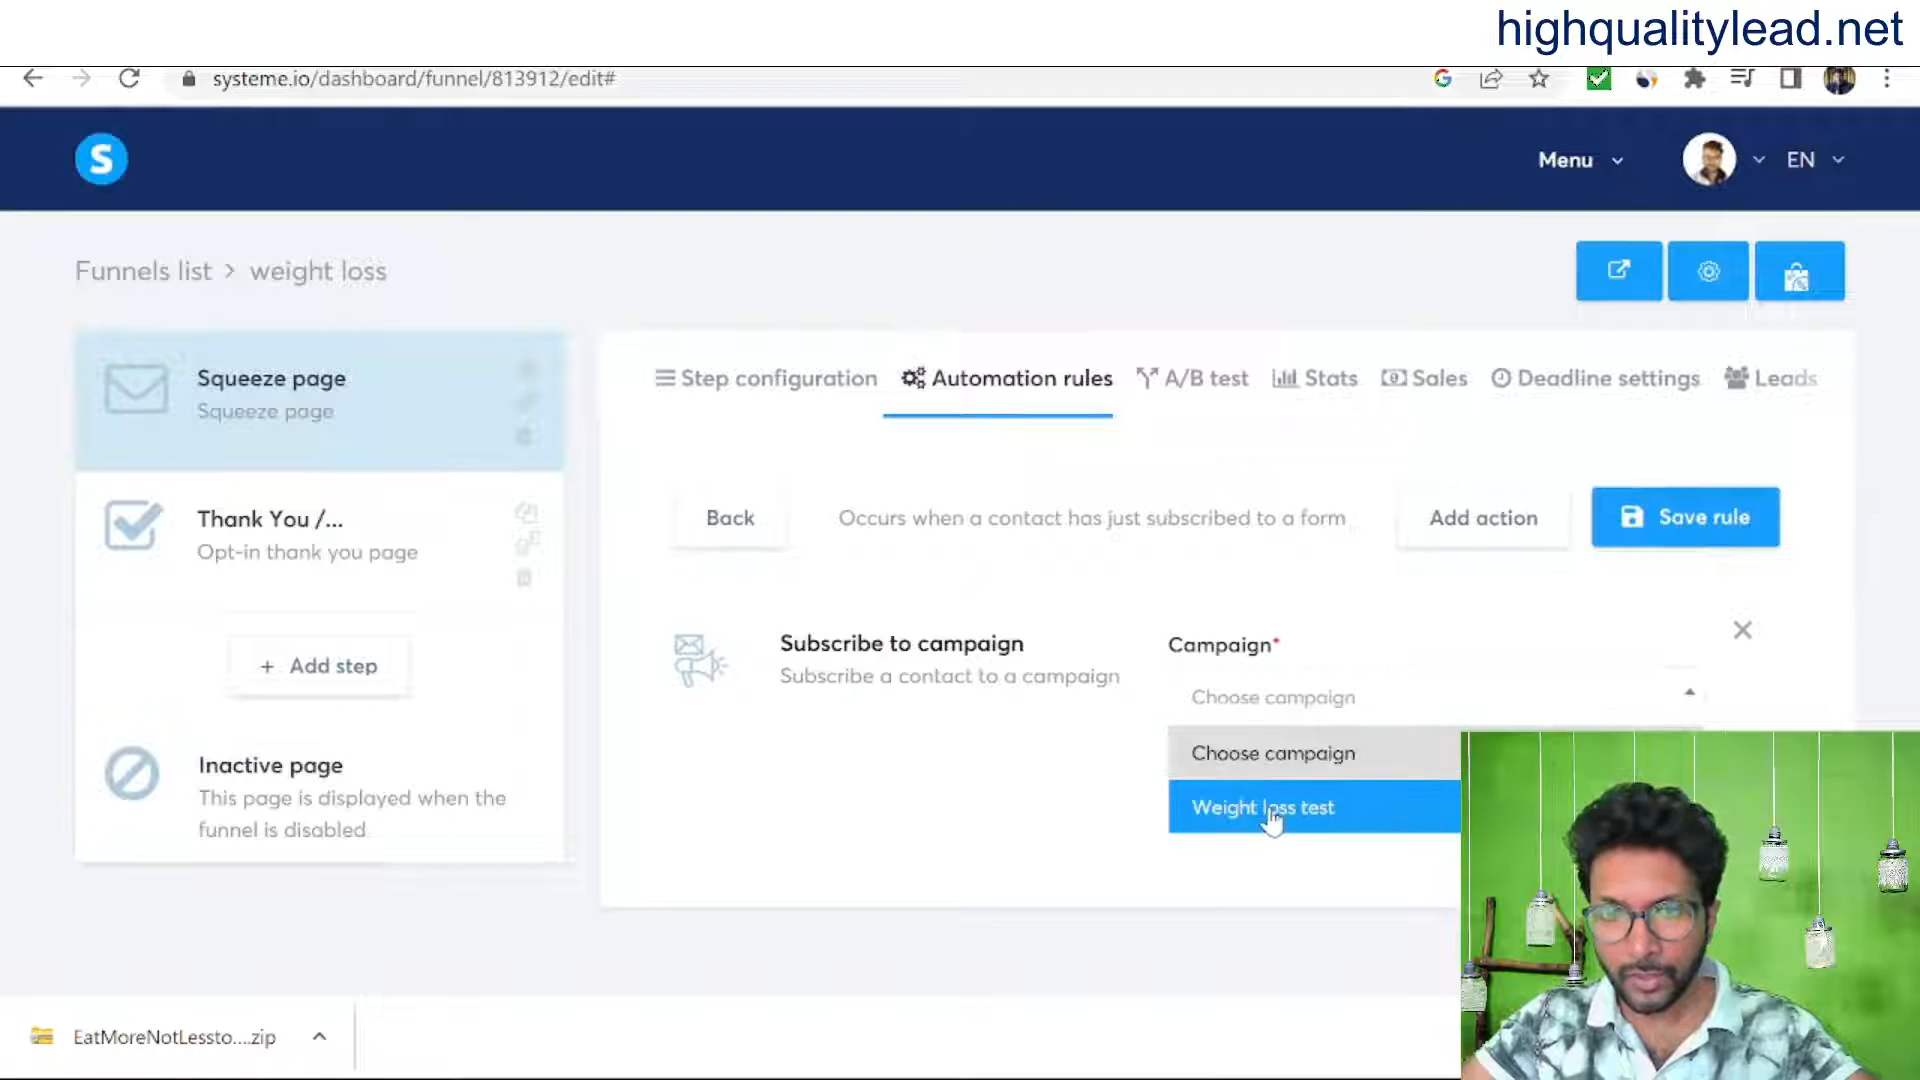 highqualitylead.net
systeme.io/dashboard/funnel/813912/edit#
S
Menu
EN
Funnels list > weight loss
Squeeze page
Squeeze page
Thank You /...
Opt-in thank you page
+ Add step
Inactive page
This page is displayed when the
funnel is disabled
Step configuration
Automation rules
A/B test
Stats
Sales
Deadline settings
Leads
Back
Occurs when a contact has just subscribed to a form
Add action
Save rule
Subscribe to campaign
Subscribe a contact to a campaign
Campaign*
Choose campaign
Choose campaign
Weight loss test
EatMoreNotLessto....zip